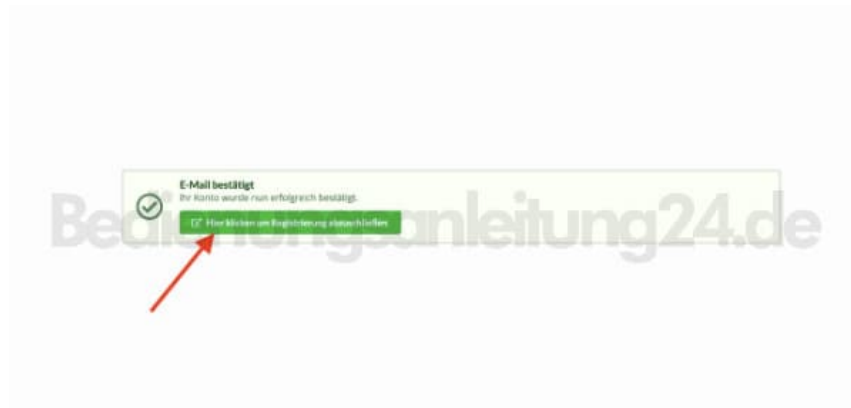 E-Mail bestätigt
Ihr Konto wurde nun erfolgreich bestätigt.
Hier klicken um Registrierung abzuschließen
Bedienungsanleitung24.de